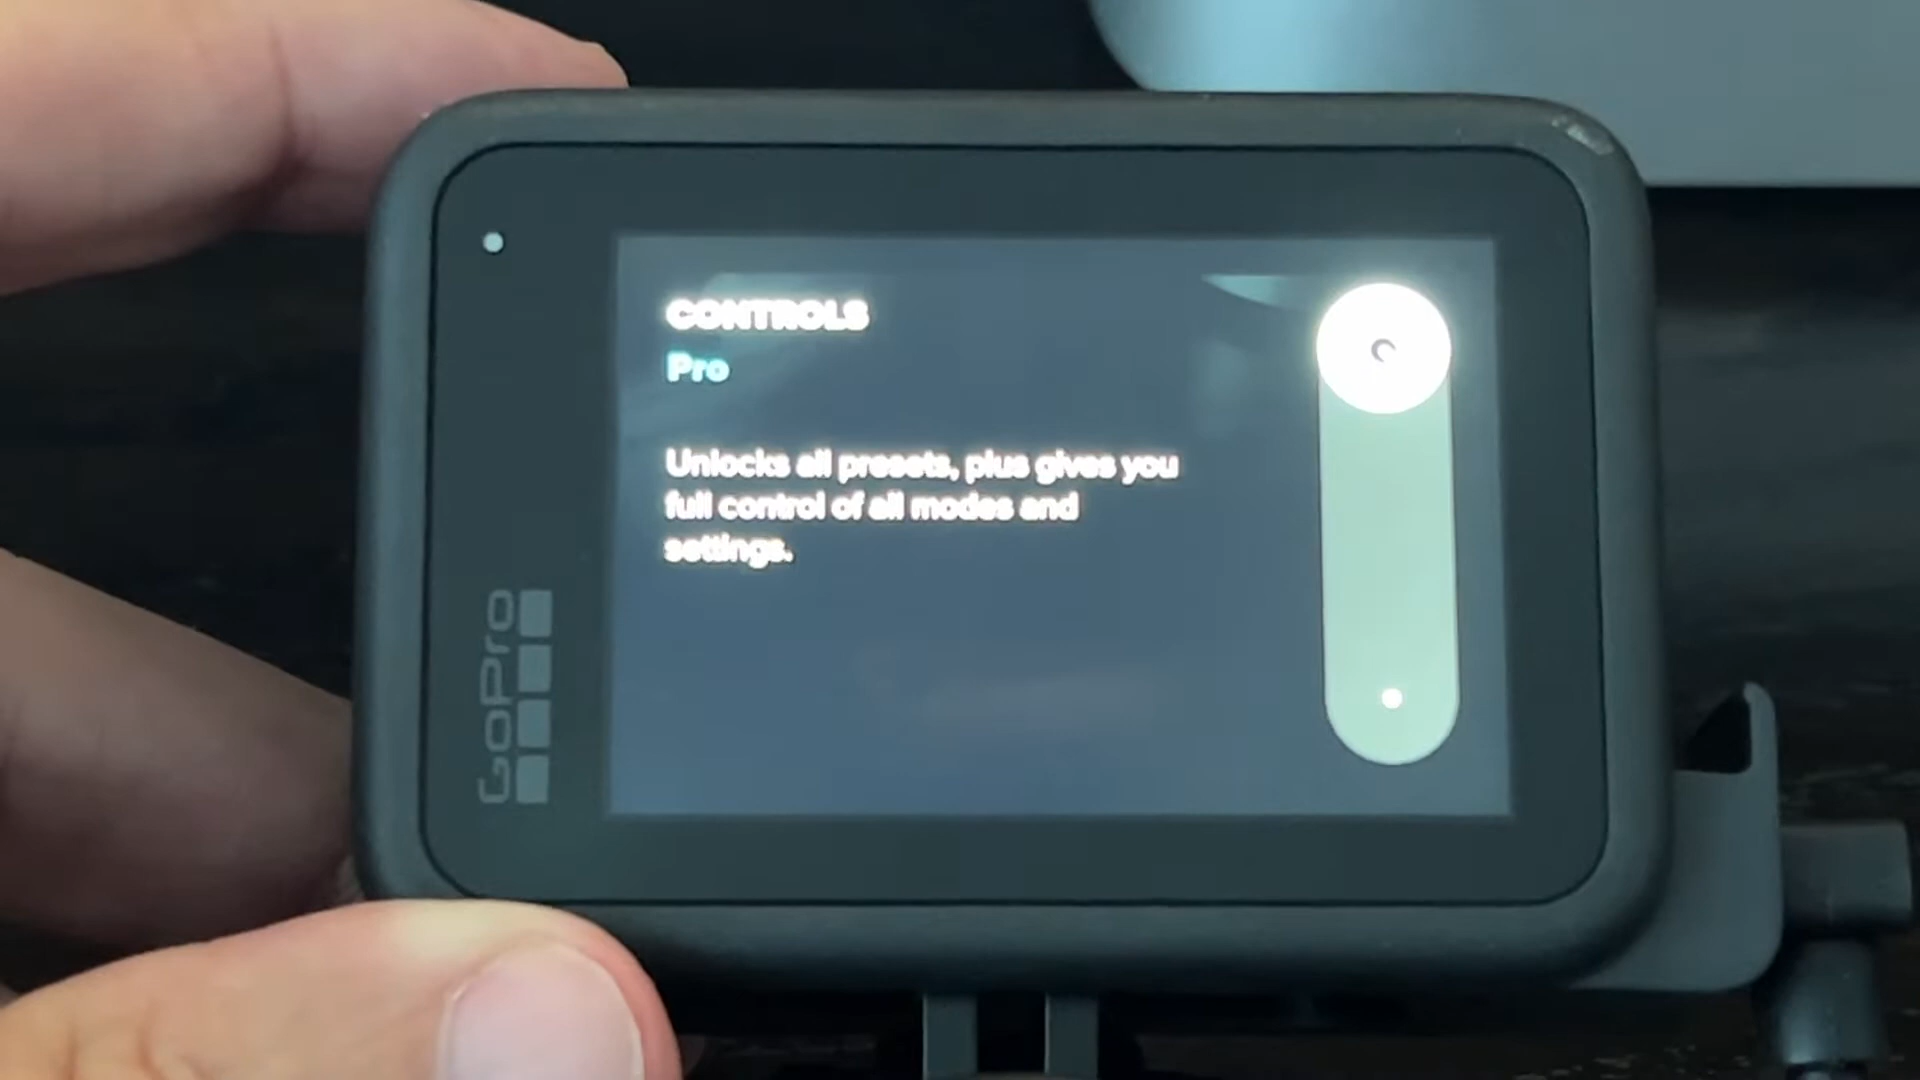 CONTROLS
Pro
Unlocks all presets, plus gives you
full control of all modes and
settings.
GoPro